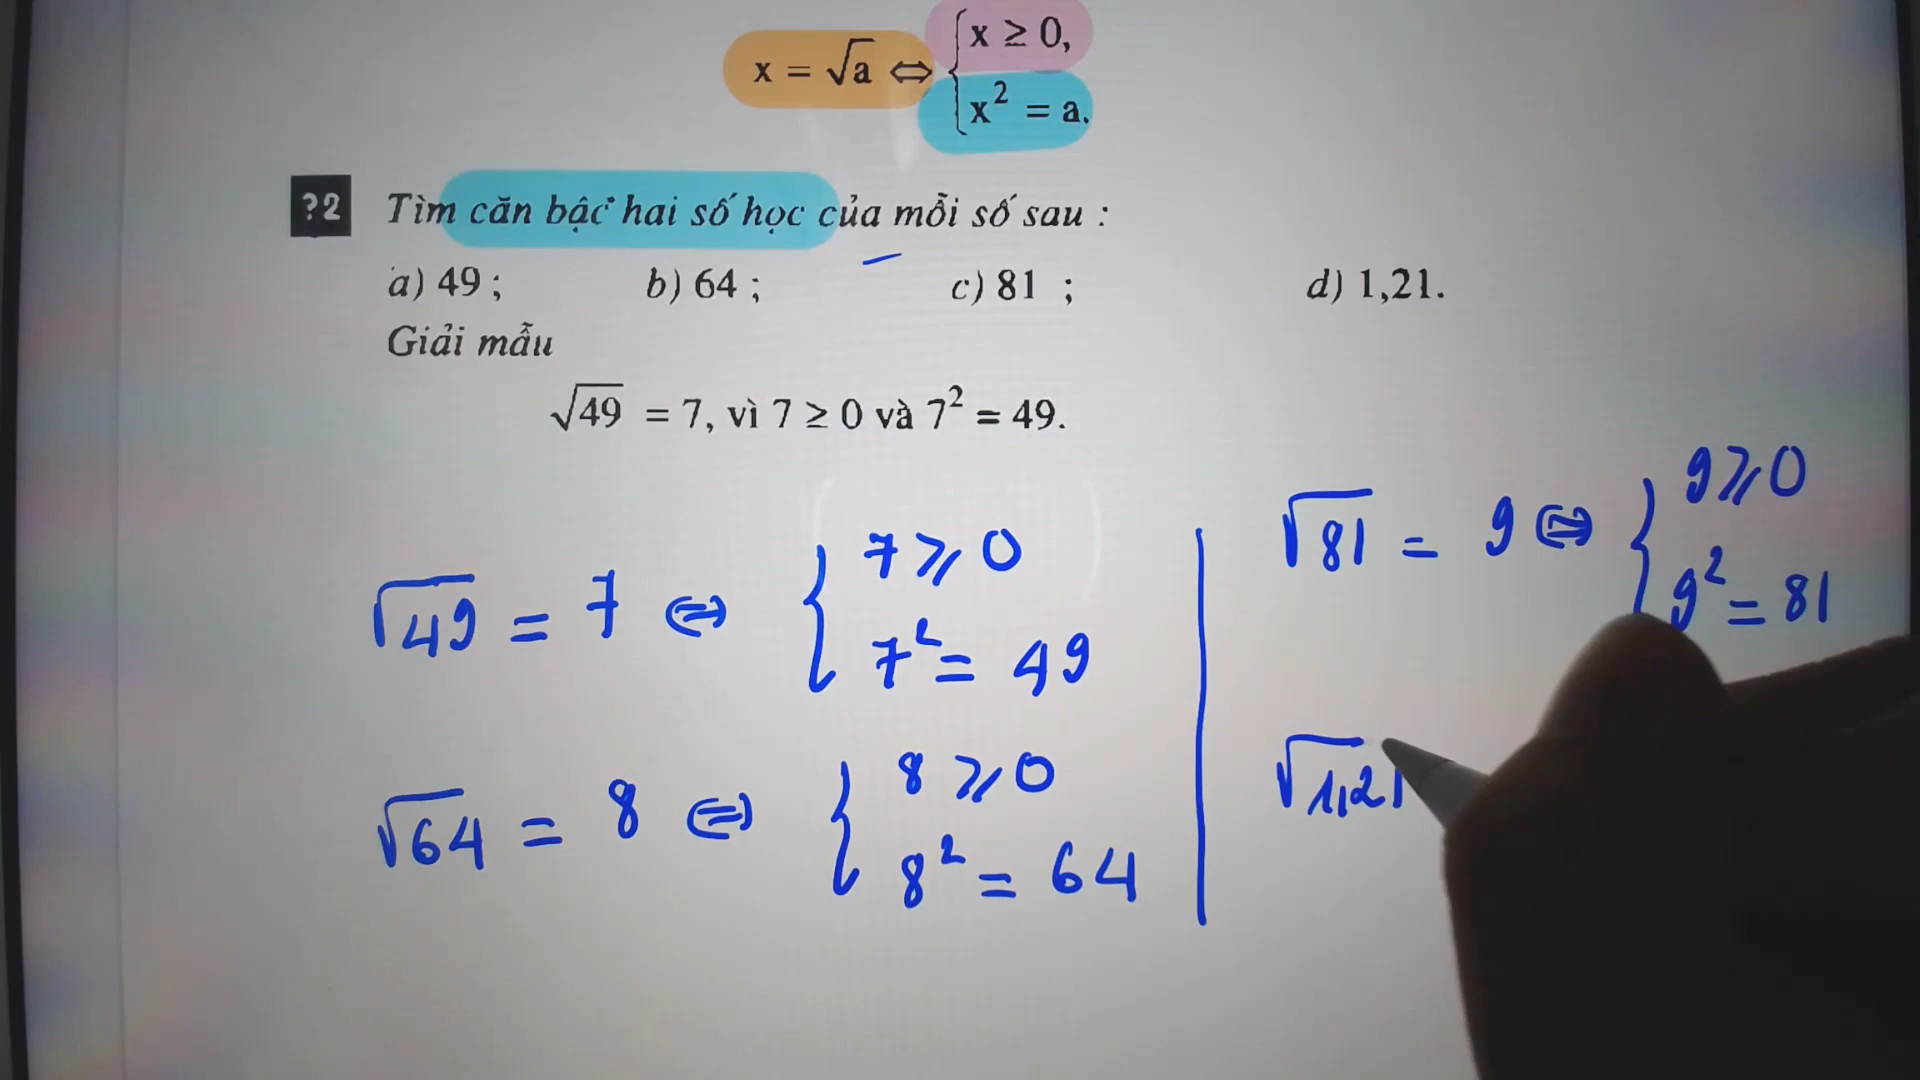 x = √a ⇔ { x ≥ 0,
x² = a.
?2 Tìm căn bậc hai số học của mỗi số sau :
a) 49 ; b) 64 ; c) 81 ; d) 1,21.
Giải mẫu
√49 = 7, vì 7 ≥ 0 và 7² = 49.
√49 = 7 ⇔ { 7 ≥ 0
7² = 49
√64 = 8 ⇔ { 8 ≥ 0
8² = 64
√81 = 9 ⇔ { 9 ≥ 0
9² = 81
√1,21